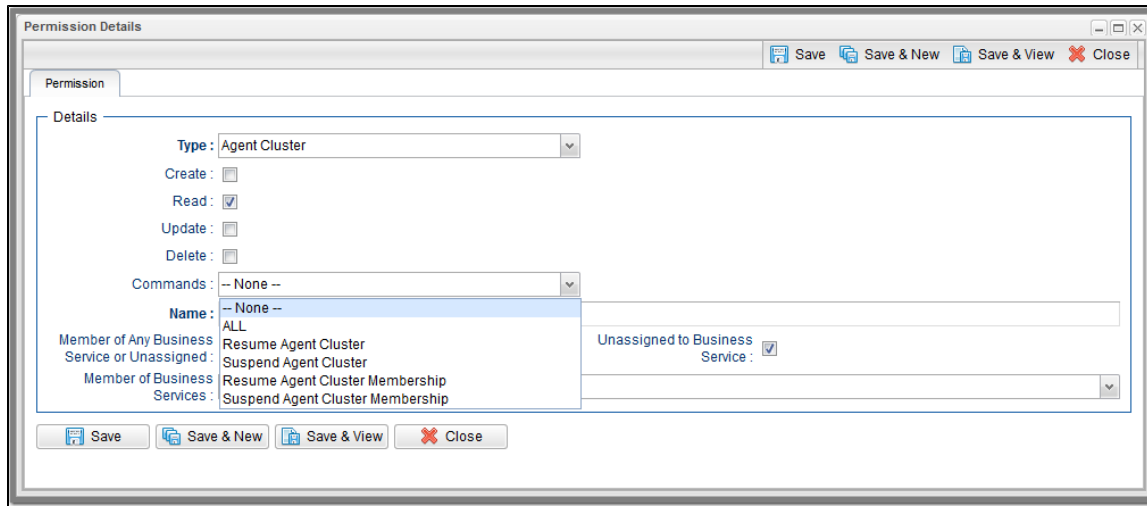 Permission Details
Save Save & New Save & View Close
Permission
Details
Type : Agent Cluster
Create :
Read :
Update :
Delete :
Commands : -- None --
Name : -- None --
ALL
Resume Agent Cluster
Suspend Agent Cluster
Resume Agent Cluster Membership
Suspend Agent Cluster Membership
Member of Any Business
Service or Unassigned :
Unassigned to Business
Service :
Member of Business
Services :
Save Save & New Save & View Close